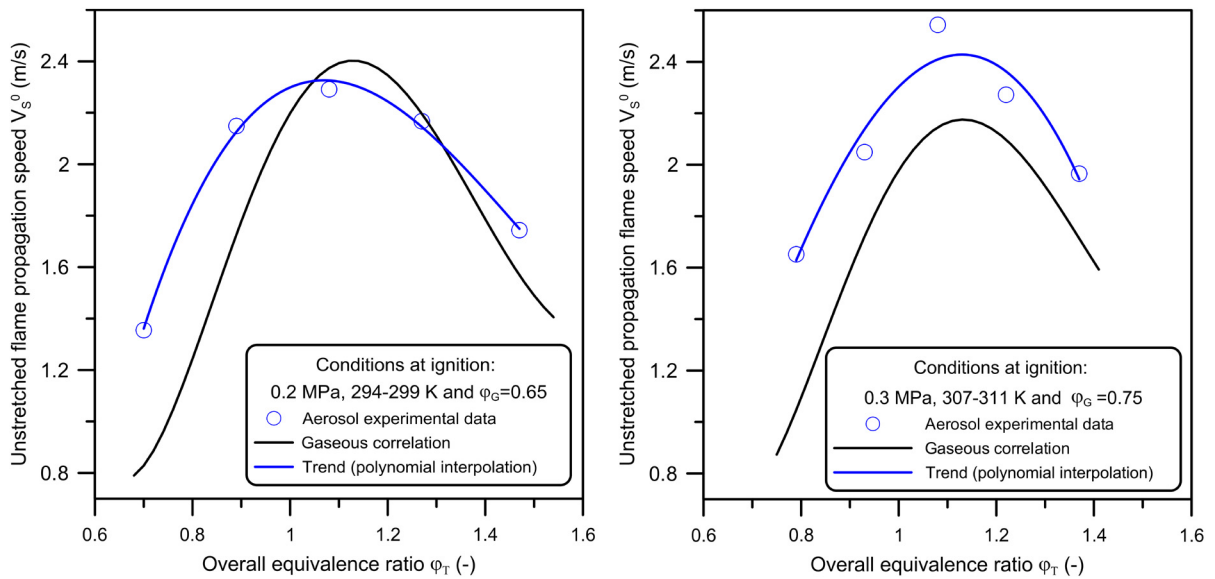 Unstretched flame propagation speed V_S^0 (m/s)
2.4
2
1.6
1.2
0.8
0.6
0.8
1
1.2
1.4
1.6
Overall equivalence ratio φ_T (-)
Conditions at ignition:
0.2 MPa, 294-299 K and φ_G=0.65
Aerosol experimental data
Gaseous correlation
Trend (polynomial interpolation)
Unstretched propagation flame speed V_S^0 (m/s)
2.4
2
1.6
1.2
0.8
0.6
0.8
1
1.2
1.4
1.6
Overall equivalence ratio φ_T (-)
Conditions at ignition:
0.3 MPa, 307-311 K and φ_G =0.75
Aerosol experimental data
Gaseous correlation
Trend (polynomial interpolation)